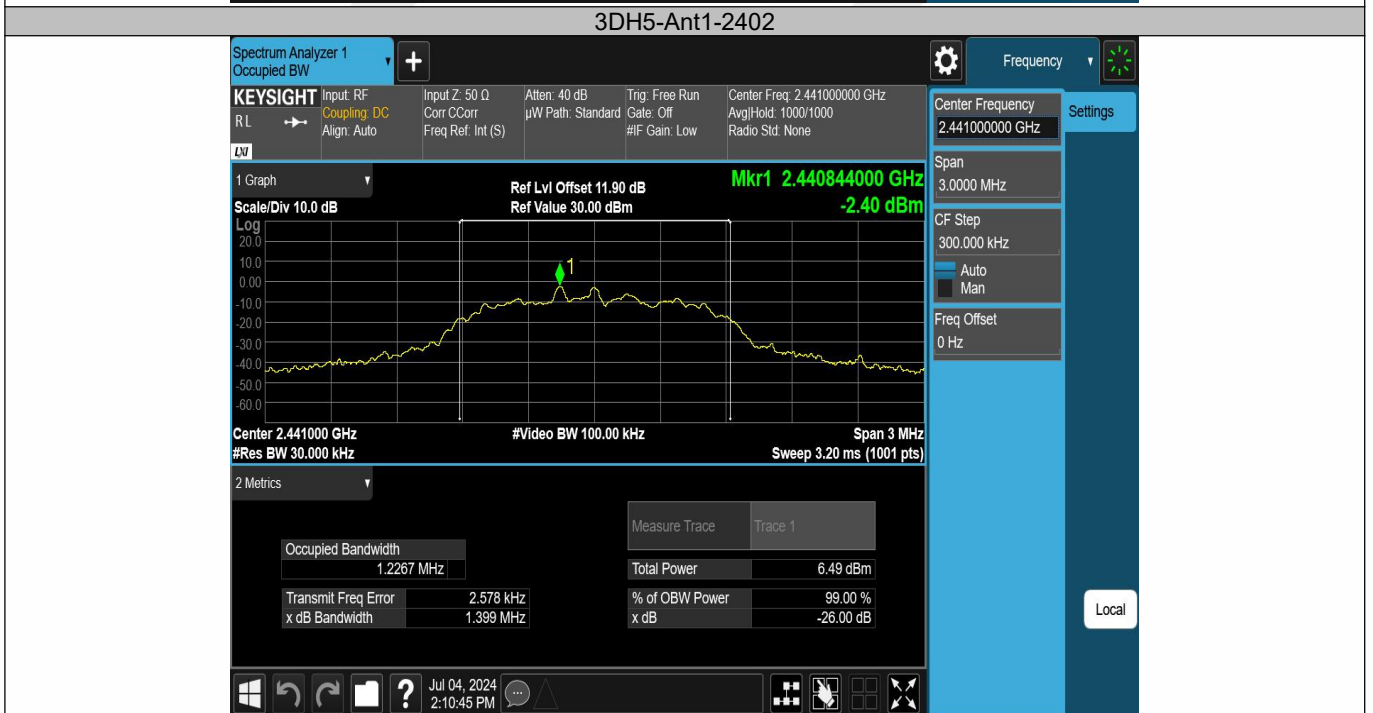 3DH5-Ant1-2402
Spectrum Analyzer 1
Occupied BW
Frequency
KEYSIGHT
R L
LXI
Input: RF
Coupling: DC
Align: Auto
Input Z: 50 Ω
Corr CCorr
Freq Ref: Int (S)
Atten: 40 dB
µW Path: Standard
Trig: Free Run
Gate: Off
#IF Gain: Low
Center Freq: 2.441000000 GHz
Avg|Hold: 1000/1000
Radio Std: None
Center Frequency
2.441000000 GHz
Settings
Span
3.0000 MHz
CF Step
300.000 kHz
Auto
Man
Freq Offset
0 Hz
Local
1 Graph
Scale/Div 10.0 dB
Ref Lvl Offset 11.90 dB
Ref Value 30.00 dBm
Mkr1 2.440844000 GHz
-2.40 dBm
Log
20.0
10.0
0.00
-10.0
-20.0
-30.0
-40.0
-50.0
-60.0
1
Center 2.441000 GHz
#Video BW 100.00 kHz
Span 3 MHz
#Res BW 30.000 kHz
Sweep 3.20 ms (1001 pts)
2 Metrics
Measure Trace Trace 1
Occupied Bandwidth
1.2267 MHz
Total Power 6.49 dBm
Transmit Freq Error 2.578 kHz
% of OBW Power 99.00 %
x dB Bandwidth 1.399 MHz
x dB -26.00 dB
?
Jul 04, 2024
2:10:45 PM